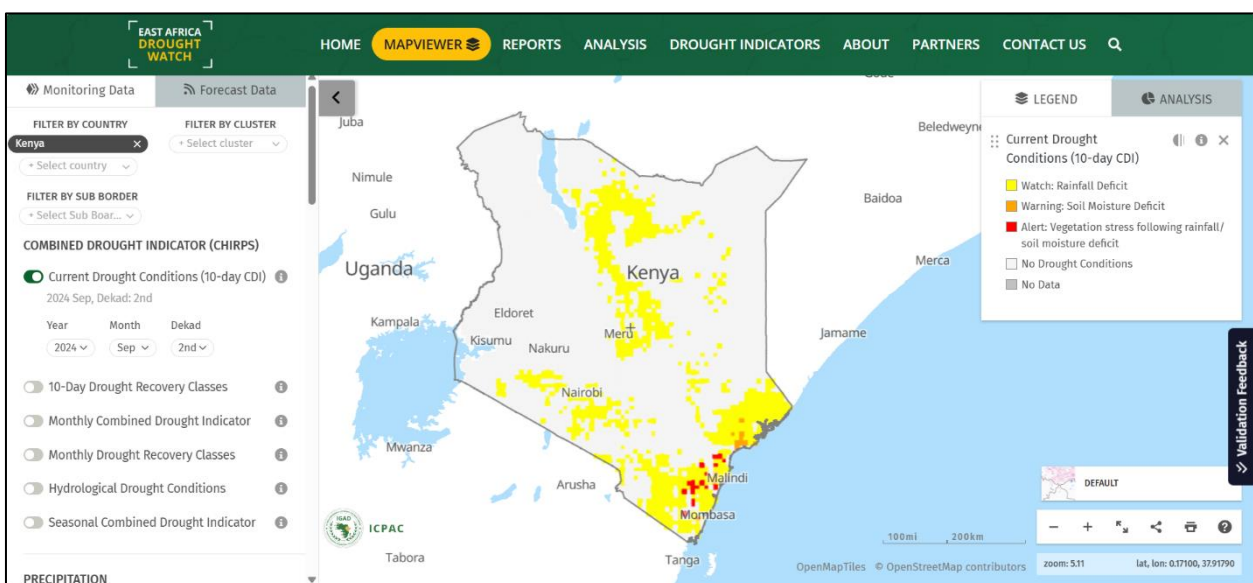 EAST AFRICA
DROUGHT
WATCH
HOME
MAPVIEWER
REPORTS
ANALYSIS
DROUGHT INDICATORS
ABOUT
PARTNERS
CONTACT US
Monitoring Data
Forecast Data
FILTER BY COUNTRY
FILTER BY CLUSTER
Kenya ×
+ Select cluster
+ Select country
FILTER BY SUB BORDER
+ Select Sub Boar...
COMBINED DROUGHT INDICATOR (CHIRPS)
Current Drought Conditions (10-day CDI)
2024 Sep, Dekad: 2nd
Year Month Dekad
2024 Sep 2nd
10-Day Drought Recovery Classes
Monthly Combined Drought Indicator
Monthly Drought Recovery Classes
Hydrological Drought Conditions
Seasonal Combined Drought Indicator
PRECIPITATION
Juba
Beledweyn
Nimule
Gulu
Baidoa
Uganda
Kenya
Merca
Kampala
Eldoret
Kisumu
Meru
Jamame
Nakuru
Nairobi
Mwanza
Arusha
Malindi
Mombasa
IGAD
ICPAC
Tabora
Tanga
100mi
200km
OpenMapTiles © OpenStreetMap contributors
LEGEND
ANALYSIS
Current Drought
Conditions (10-day CDI)
Watch: Rainfall Deficit
Warning: Soil Moisture Deficit
Alert: Vegetation stress following rainfall/
soil moisture deficit
No Drought Conditions
No Data
Validation Feedback
DEFAULT
zoom: 5.11
lat, lon: 0.17100, 37.91790